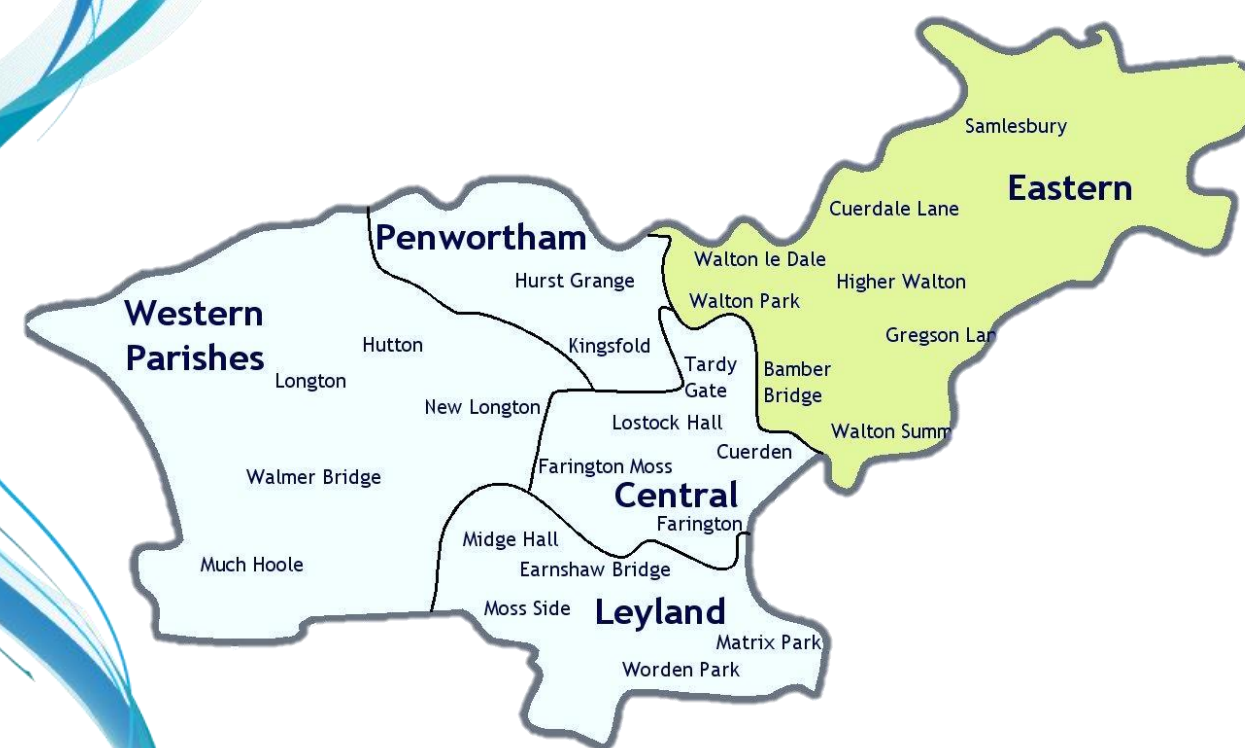 Samlesbury
Eastern
Cuerdale Lane
Penwortham
Walton le Dale
Hurst Grange
Higher Walton
Walton Park
Western
Parishes
Gregson Lan
Hutton
Kingsfold
Tardy
Gate
Bamber
Bridge
Longton
New Longton
Lostock Hall
Walton Summ
Cuerden
Farington Moss
Walmer Bridge
Central
Farington
Midge Hall
Much Hoole
Earnshaw Bridge
Moss Side
Leyland
Matrix Park
Worden Park